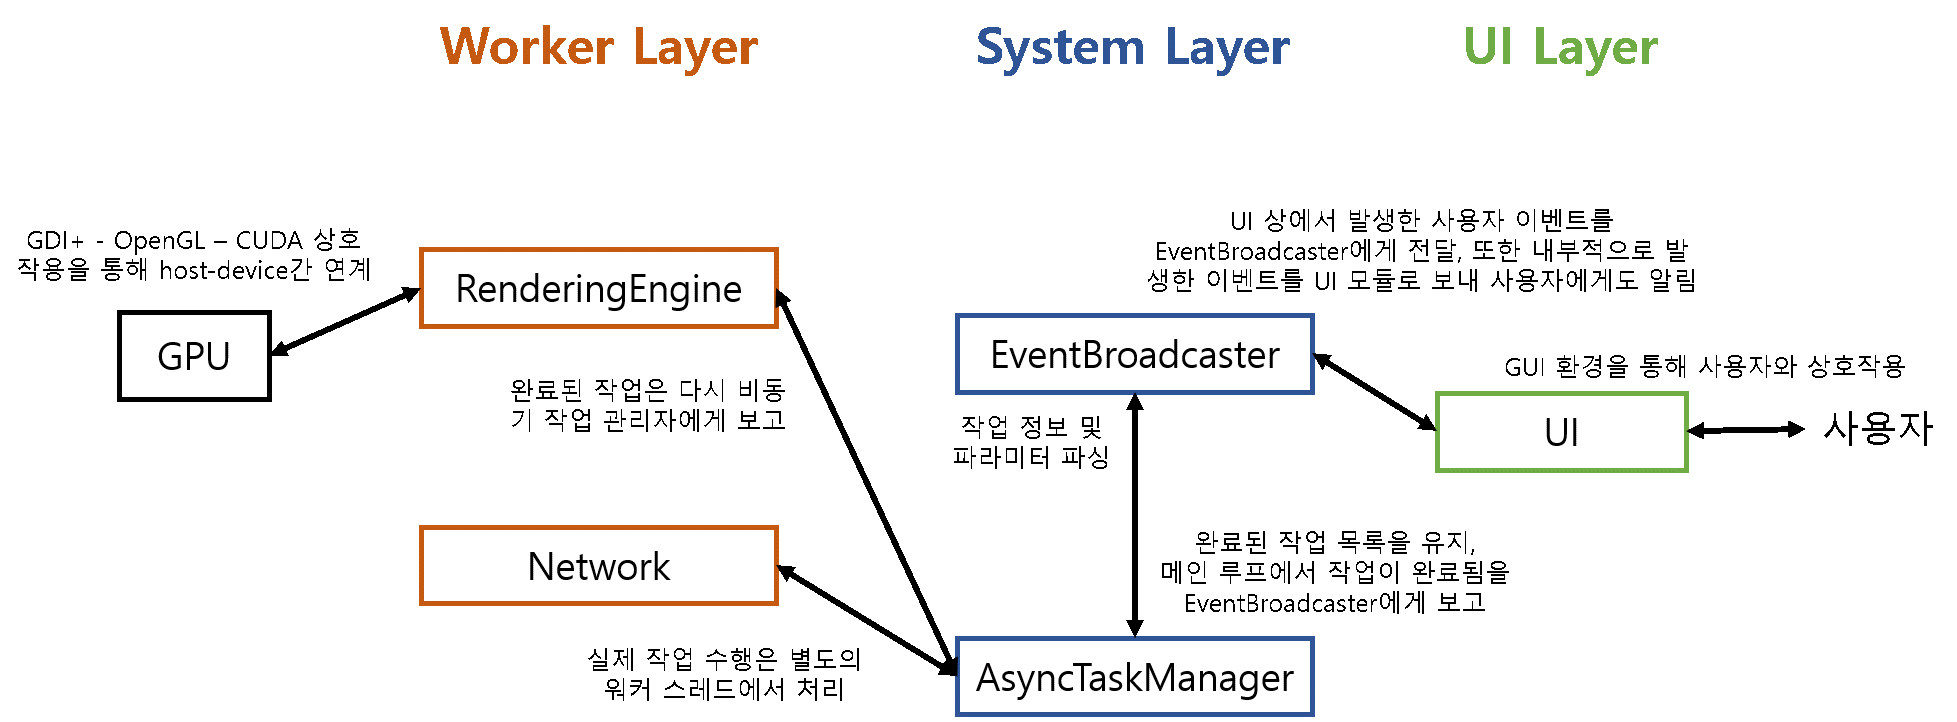 Worker Layer
System Layer
UI Layer
GDI+ - OpenGL – CUDA 상호
작용을 통해 host-device간 연계
GPU
RenderingEngine
완료된 작업은 다시 비동
기 작업 관리자에게 보고
Network
실제 작업 수행은 별도의
워커 스레드에서 처리
UI 상에서 발생한 사용자 이벤트를
EventBroadcaster에게 전달, 또한 내부적으로 발
생한 이벤트를 UI 모듈로 보내 사용자에게도 알림
EventBroadcaster
작업 정보 및
파라미터 파싱
완료된 작업 목록을 유지,
메인 루프에서 작업이 완료됨을
EventBroadcaster에게 보고
AsyncTaskManager
GUI 환경을 통해 사용자와 상호작용
UI
사용자